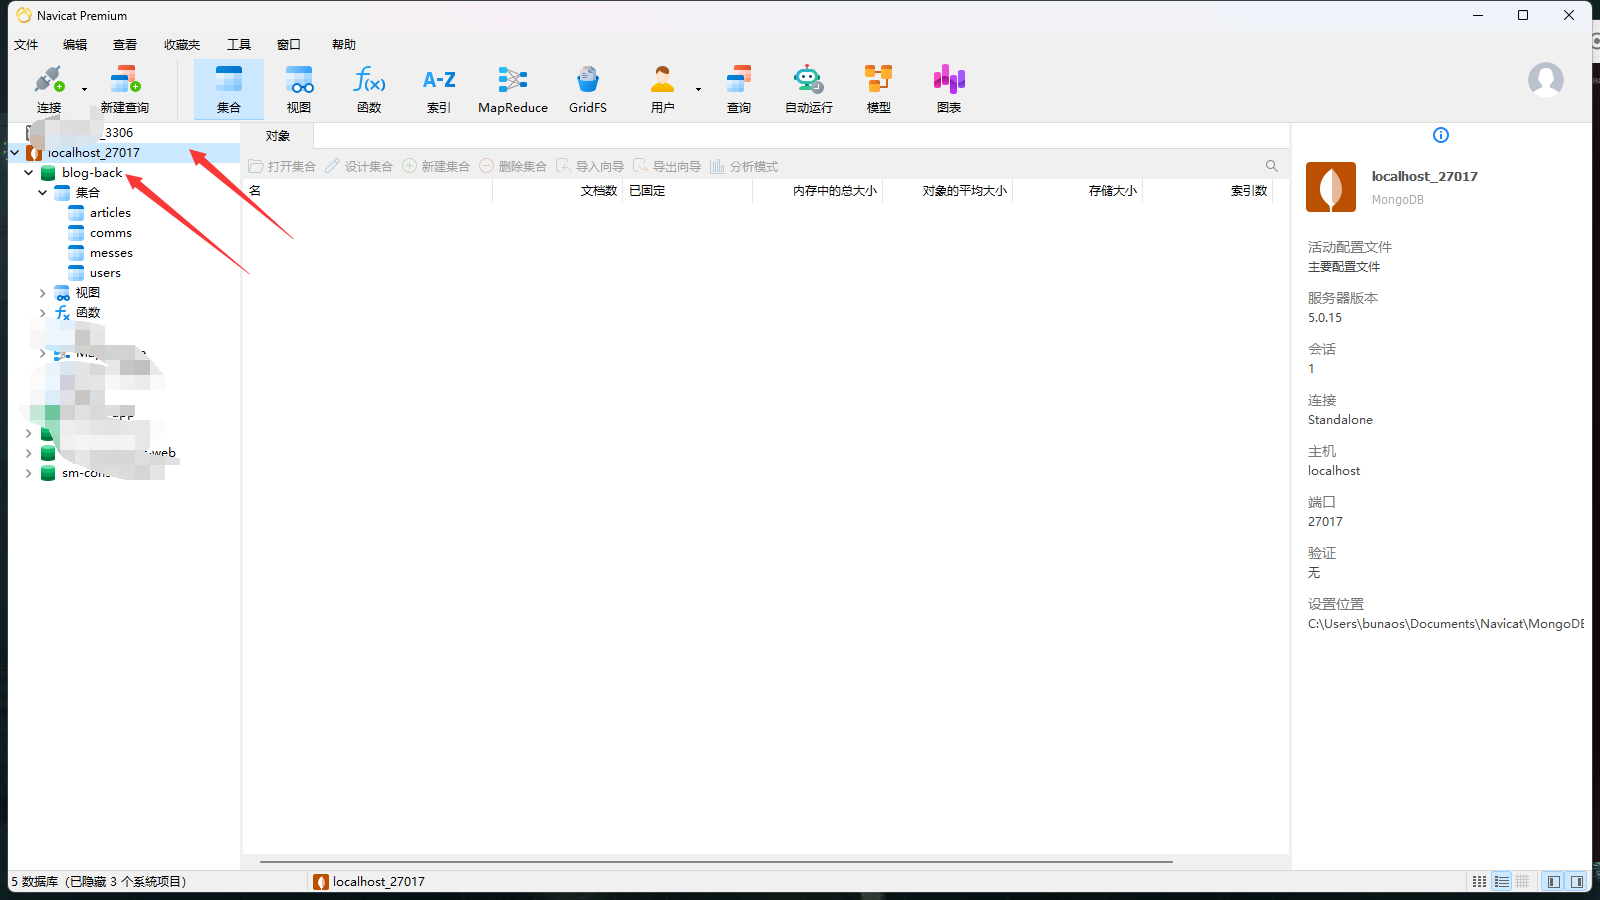 Navicat Premium
文件 编辑 查看 收藏夹 工具 窗口 帮助
连接 新建查询 集合 视图 函数 索引 MapReduce GridFS 用户 查询 自动运行 模型 图表
f(x) A-Z
_3306
localhost_27017
blog-back
集合
articles
comms
messes
users
视图
函数
-web
对象
打开集合 设计集合 新建集合 删除集合 导入向导 导出向导 分析模式
名 文档数 已固定 内存中的总大小 对象的平均大小 存储大小 索引数
localhost_27017
MongoDB
活动配置文件
主要配置文件
服务器版本
5.0.15
会话
1
连接
Standalone
主机
localhost
端口
27017
验证
无
设置位置
C:\Users\bunaos\Documents\Navicat\MongoDE
5 数据库（已隐藏 3 个系统项目） localhost_27017